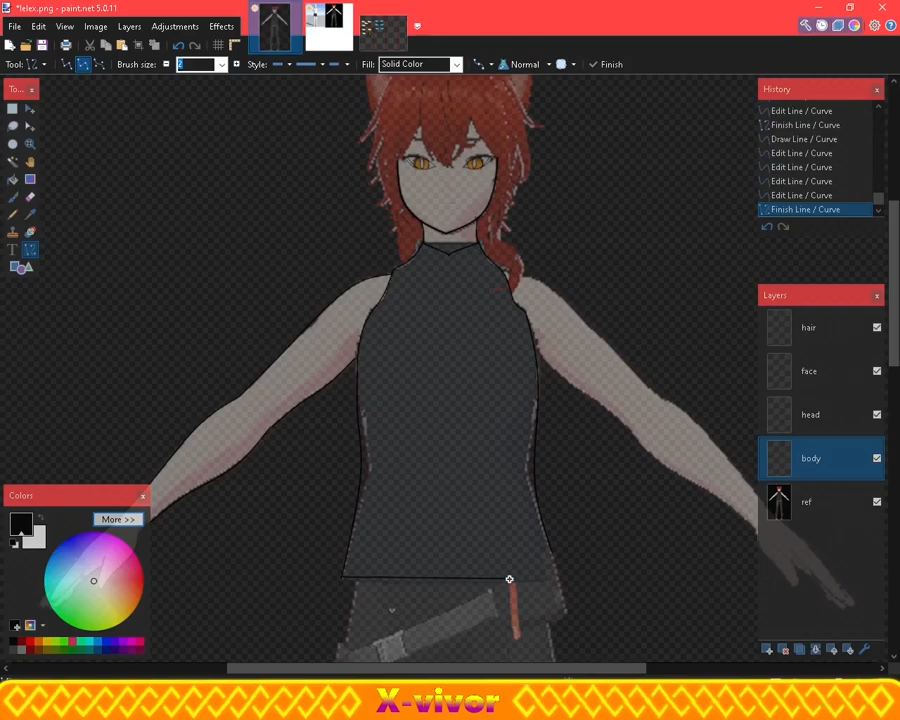 *lelex.png - paint.net 5.0.11
File Edit View Image Layers Adjustments Effects
Tool: Brush size: 2 Style: Fill: Solid Color Normal Finish
To... x
History x
Edit Line / Curve
Finish Line / Curve
Draw Line / Curve
Edit Line / Curve
Edit Line / Curve
Edit Line / Curve
Edit Line / Curve
Finish Line / Curve
Layers x
hair
face
head
body
ref
Colors x
More >>
X-vivor